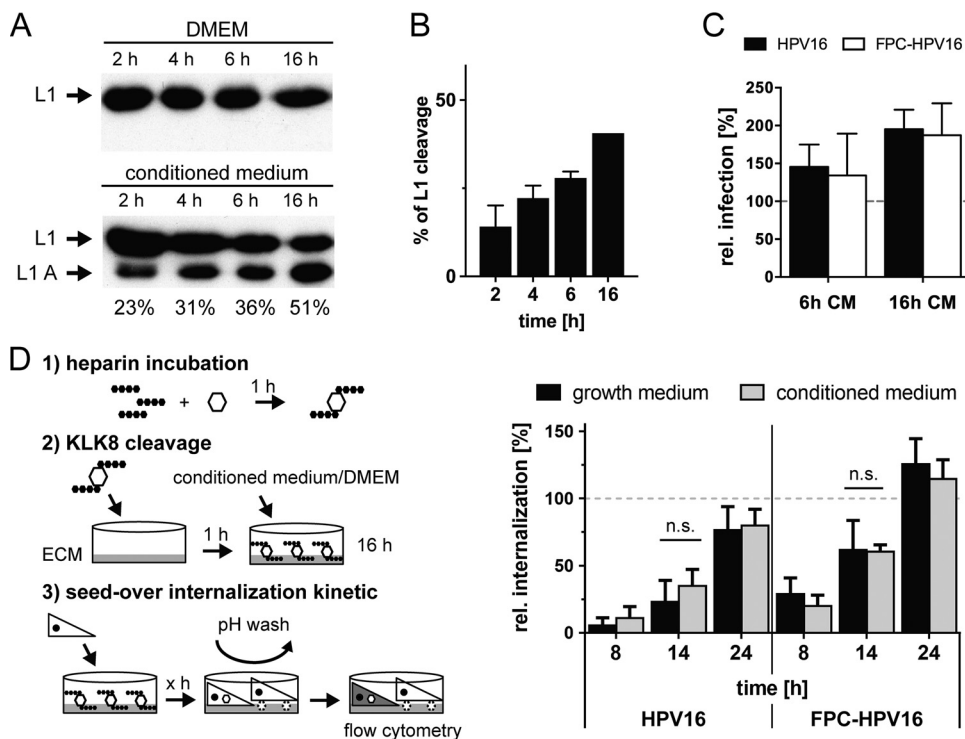 A
DMEM
2 h 4 h 6 h 16 h
L1
conditioned medium
2 h 4 h 6 h 16 h
L1
L1 A
23% 31% 36% 51%
B
% of L1 cleavage
50
0
2 4 6 16
time [h]
C
HPV16 FPC-HPV16
rel. infection [%]
250
200
150
100
50
0
6h CM 16h CM
D
1) heparin incubation
+ 1 h
2) KLK8 cleavage
conditioned medium/DMEM
ECM 1 h 16 h
3) seed-over internalization kinetic
pH wash
x h
flow cytometry
growth medium conditioned medium
rel. internalization [%]
150
100
50
0
n.s. n.s.
8 14 24 8 14 24
time [h]
HPV16 FPC-HPV16